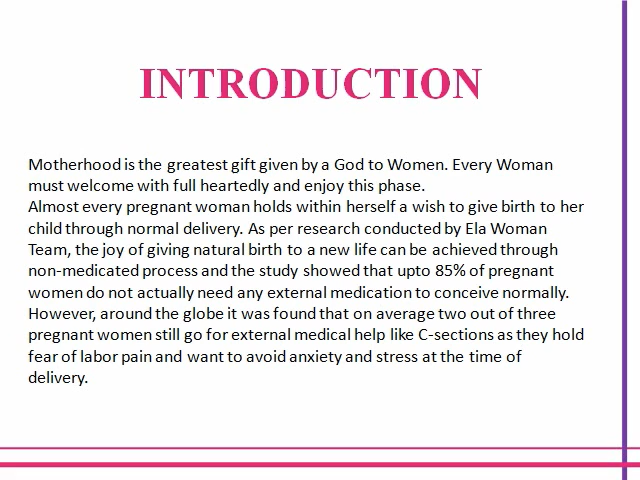 INTRODUCTION
Motherhood is the greatest gift given by a God to Women. Every Woman
must welcome with full heartedly and enjoy this phase.
Almost every pregnant woman holds within herself a wish to give birth to her
child through normal delivery. As per research conducted by Ela Woman
Team, the joy of giving natural birth to a new life can be achieved through
non-medicated process and the study showed that upto 85% of pregnant
women do not actually need any external medication to conceive normally.
However, around the globe it was found that on average two out of three
pregnant women still go for external medical help like C-sections as they hold
fear of labor pain and want to avoid anxiety and stress at the time of
delivery.